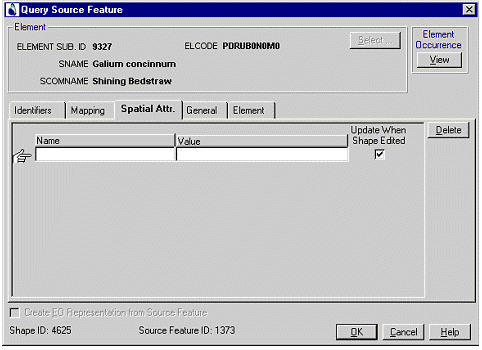 Query Source Feature
Element
ELEMENT SUB. ID 9327 ELCODE PDRUB0N0M0 Select...
SNAME Galium concinnum
SCOMNAME Shining Bedstraw
Element
Occurrence
View
Identifiers Mapping Spatial Attr. General Element
Name Value Update When
Shape Edited
Delete
Create EO Representation from Source Feature
Shape ID: 4625 Source Feature ID: 1373 OK Cancel Help